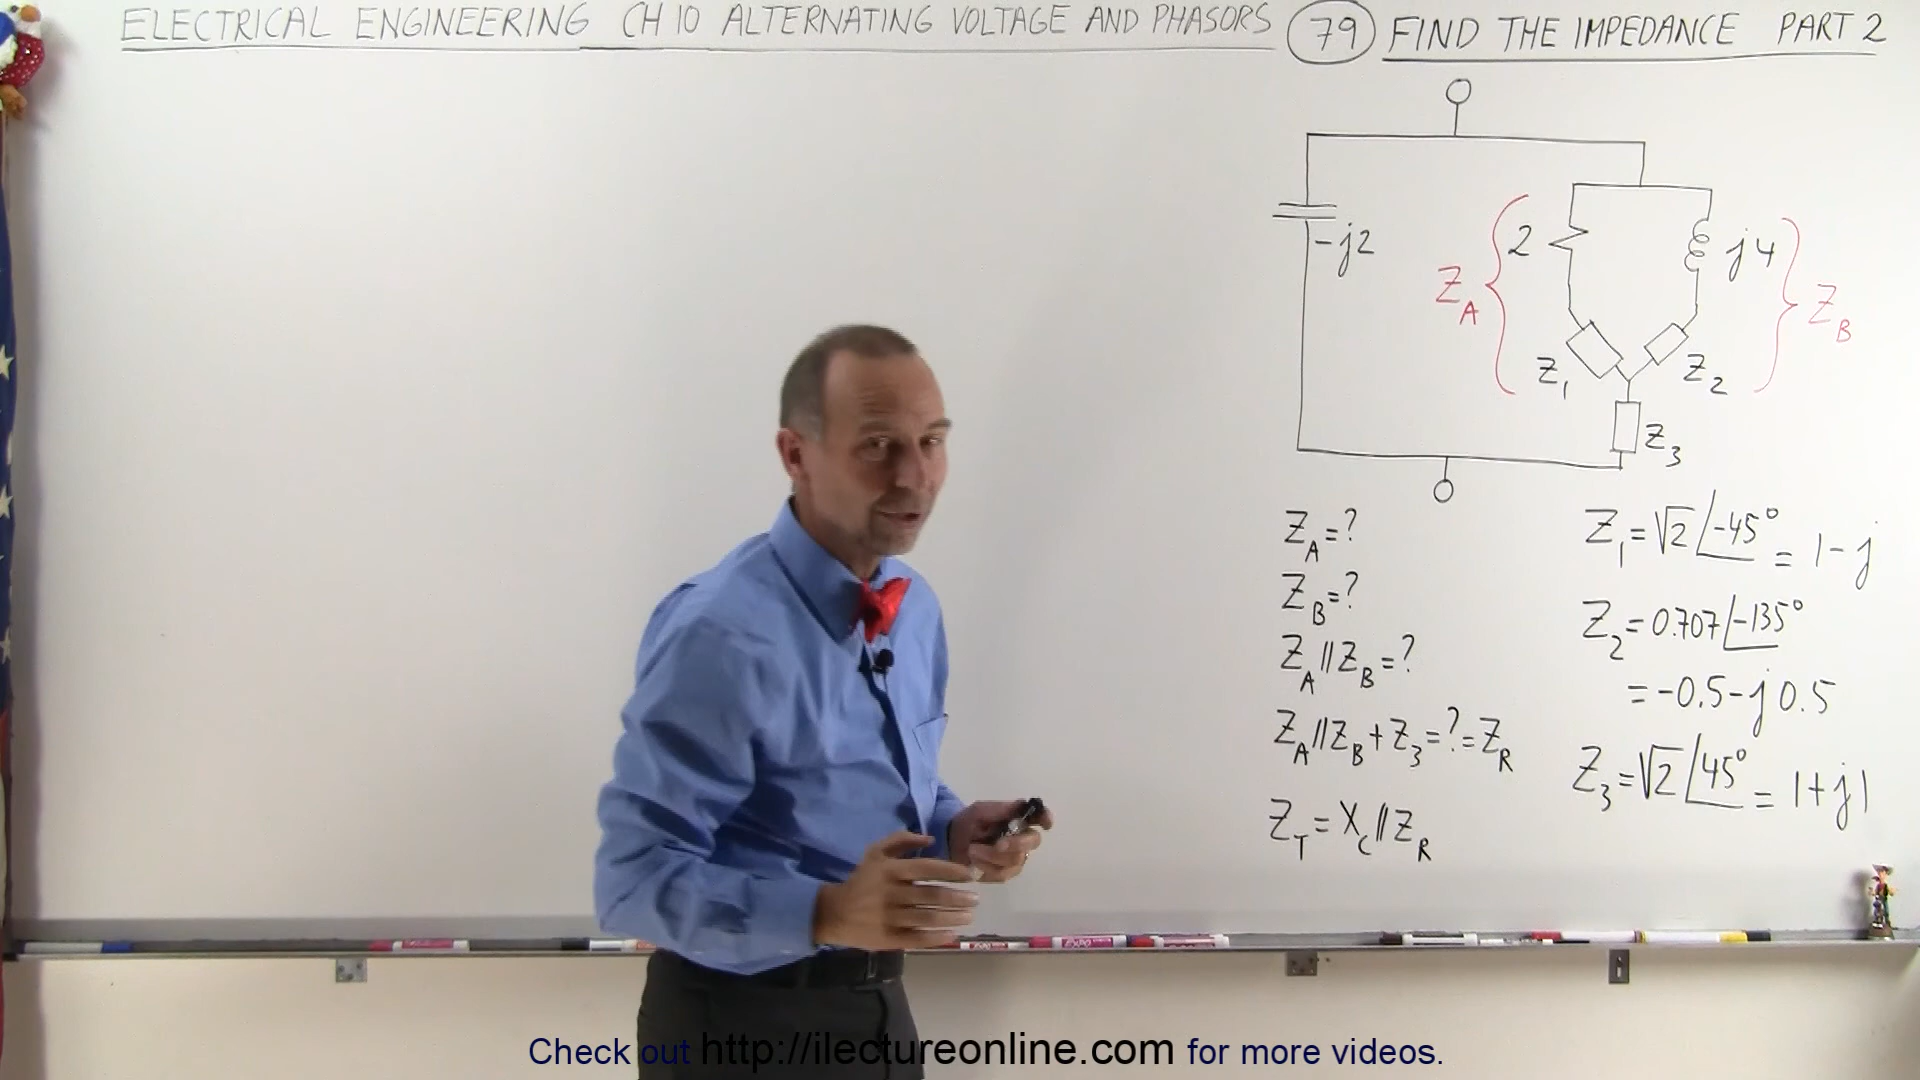 ELECTRICAL ENGINEERING CH 10 ALTERNATING VOLTAGE AND PHASORS 79 FIND THE IMPEDANCE PART 2
-j2
2
j4
Z_A
Z_B
Z_1
Z_2
Z_3
Z_A = ?
Z_B = ?
Z_A // Z_B = ?
Z_A // Z_B + Z_3 = ? = Z_R
Z_T = X_C // Z_R
Z_1 = √2 /-45° = 1 - j
Z_2 = 0.707 /-135°
= -0.5 - j 0.5
Z_3 = √2 /45° = 1 + j1
Check out http://ilectureonline.com for more videos.